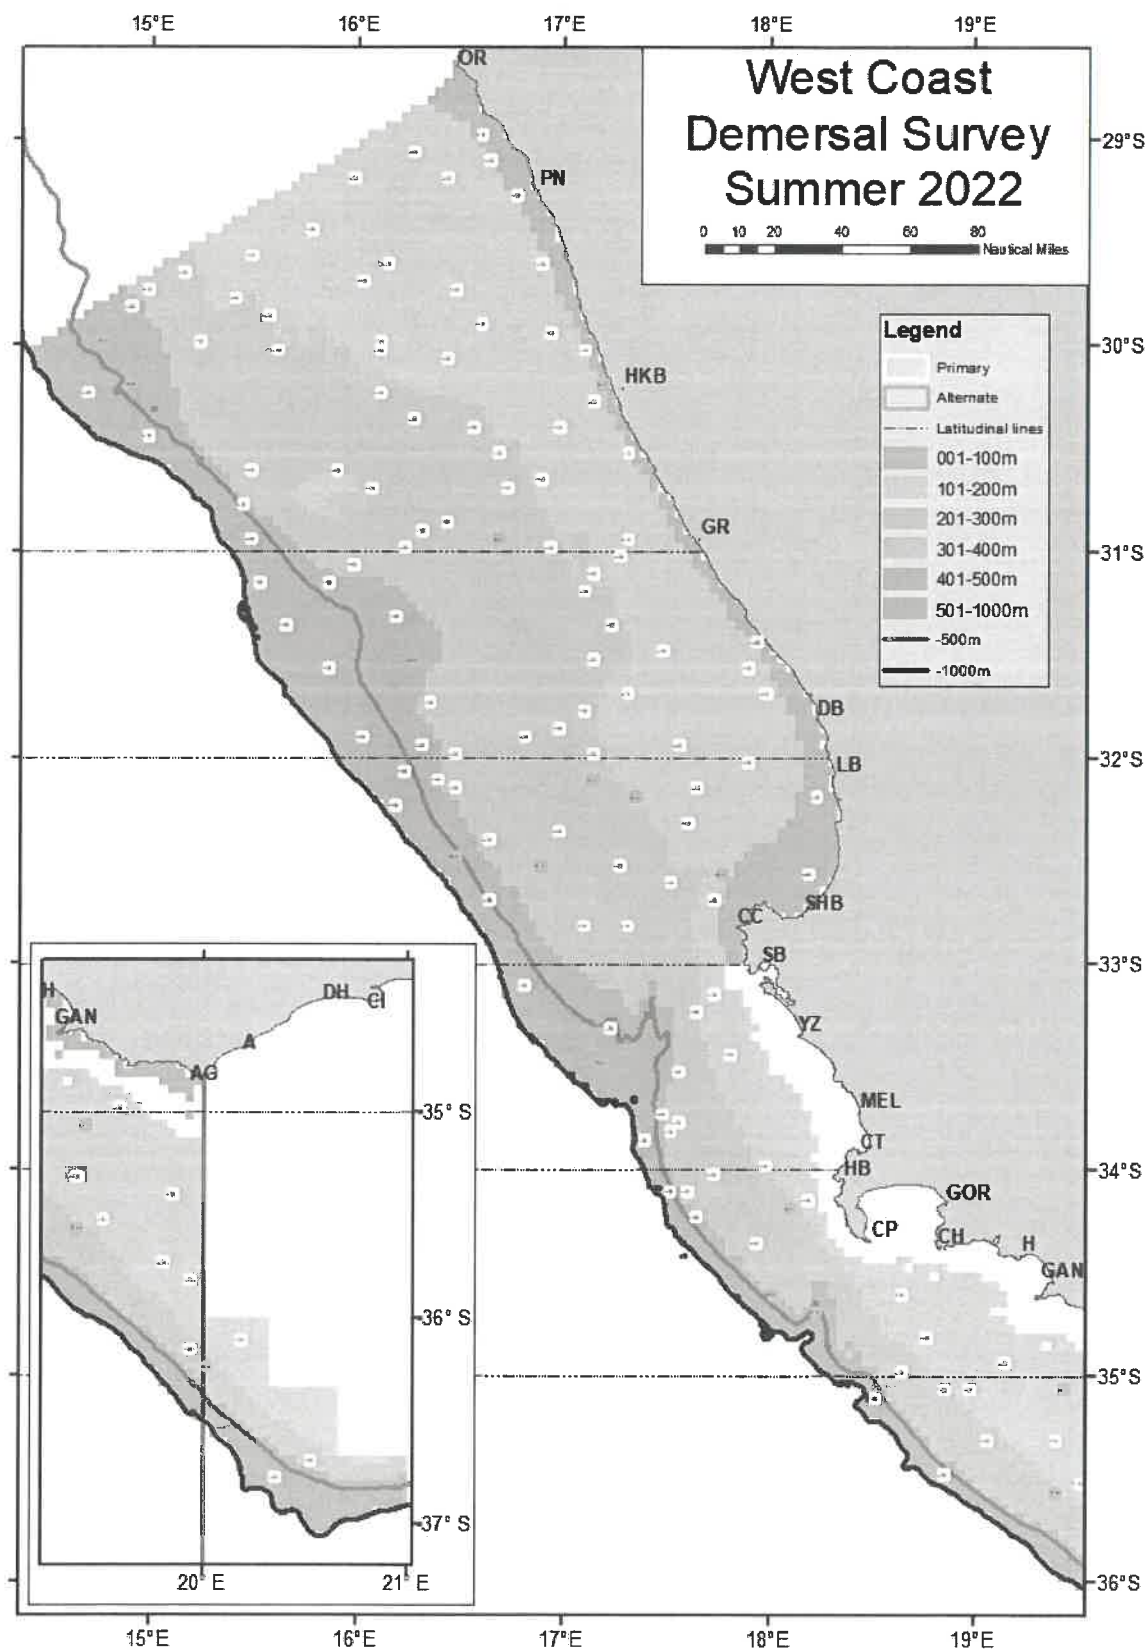 15°E 16°E 17°E 18°E 19°E
OR
West Coast
Demersal Survey
Summer 2022
0 10 20 40 60 80
Nautical Miles
29°S
PN
Legend
Primary
Alternate
Latitudinal lines
001-100m
101-200m
201-300m
301-400m
401-500m
501-1000m
-500m
-1000m
30°S
HKB
GR
31°S
DB
LB
32°S
SHB
CC
SB
33°S
YZ
MEL
CT
HB
34°S
GOR
CP
CH
H
GAN
35°S
36°S
H
GAN
DH
CI
A
AG
35° S
36° S
37° S
20° E 21° E
15°E 16°E 17°E 18°E 19°E